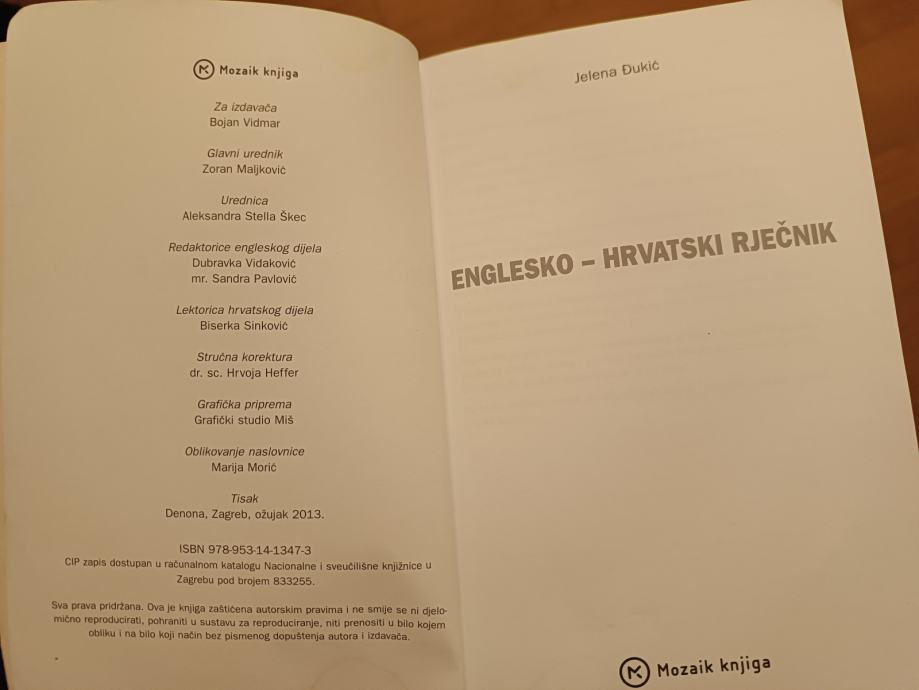 Mozaik knjiga
Za izdavača
Bojan Vidmar
Glavni urednik
Zoran Maljković
Urednica
Aleksandra Stella Škec
Redaktorice engleskog dijela
Dubravka Vidaković
mr. Sandra Pavlović
Lektorica hrvatskog dijela
Biserka Sinković
Stručna korektura
dr. sc. Hrvoja Heffer
Grafička priprema
Grafički studio Miš
Oblikovanje naslovnice
Marija Morić
Tisak
Denona, Zagreb, ožujak 2013.
ISBN 978-953-14-1347-3
CIP zapis dostupan u računalnom katalogu Nacionalne i sveučilišne knjižnice u
Zagrebu pod brojem 833255.
Sva prava pridržana. Ova je knjiga zaštićena autorskim pravima i ne smije se ni djelo-
mično reproducirati, pohraniti u sustavu za reproduciranje, niti prenositi u bilo kojem
obliku i na bilo koji način bez pismenog dopuštenja autora i izdavača.
Jelena Đukić
ENGLESKO – HRVATSKI RJEČNIK
Mozaik knjiga